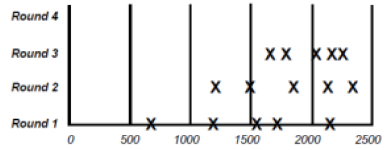 Round 4
Round 3 X X X X X
Round 2 X X X X X
Round 1 X X X X X
0 500 1000 1500 2000 2500